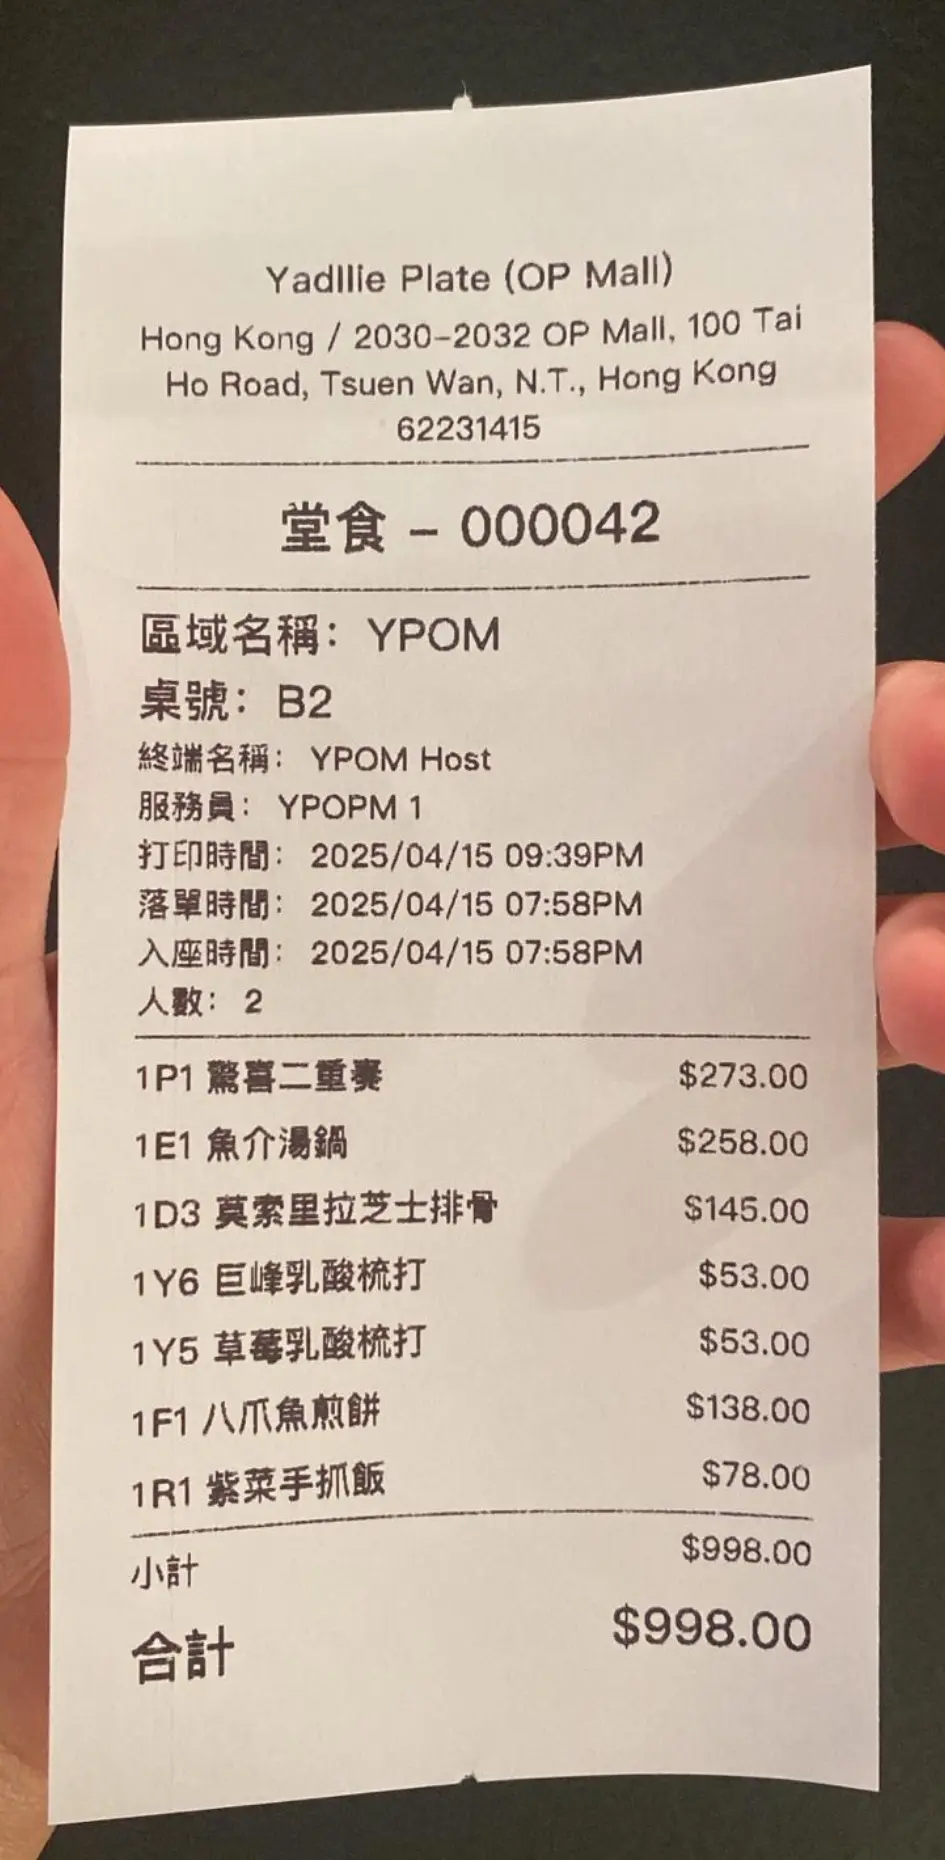 Yadllie Plate (OP Mall)
Hong Kong / 2030-2032 OP Mall, 100 Tai
Ho Road, Tsuen Wan, N.T., Hong Kong
62231415
堂食 - 000042
區域名稱: YPOM
桌號: B2
終端名稱: YPOM Host
服務員: YPOPM 1
打印時間: 2025/04/15 09:39PM
落單時間: 2025/04/15 07:58PM
入座時間: 2025/04/15 07:58PM
人數: 2
1P1 驚喜二重奏 $273.00
1E1 魚介湯鍋 $258.00
1D3 莫索里拉芝士排骨 $145.00
1Y6 巨峰乳酸梳打 $53.00
1Y5 草莓乳酸梳打 $53.00
1F1 八爪魚煎餅 $138.00
1R1 紫菜手抓飯 $78.00
小計 $998.00
合計 $998.00